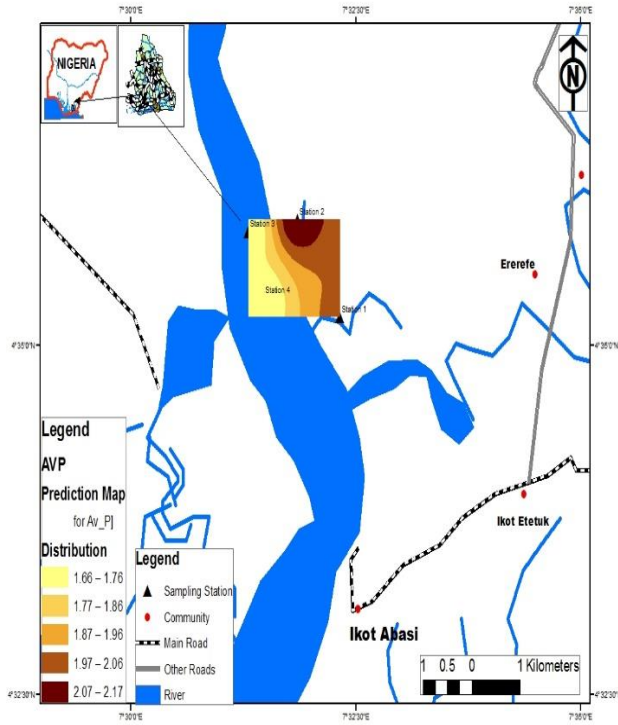 7°30'0"E
7°32'30"E
7°35'0"E
NIGERIA
N
Station 2
Station 3
Station 4
Station 1
Ererefe
4°35'0"N
4°35'0"N
Legend
AVP
Prediction Map
for Av_P]
Distribution
1.66 – 1.76
1.77 – 1.86
1.87 – 1.96
1.97 – 2.06
2.07 – 2.17
Legend
Sampling Station
Community
Main Road
Other Roads
River
Ikot Etetuk
Ikot Abasi
1 0.5 0 1 Kilometers
4°32'30"N
4°32'30"N
7°30'0"E
7°32'30"E
7°35'0"E